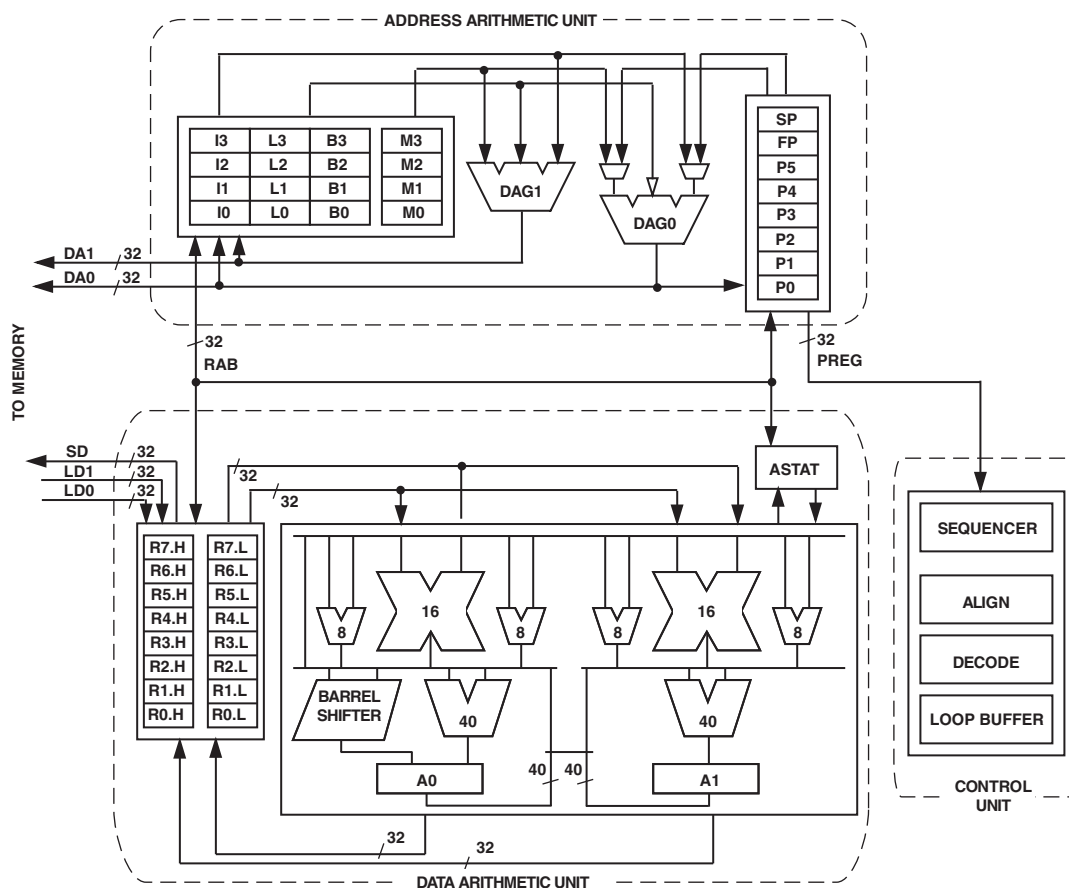 ADDRESS ARITHMETIC UNIT
I3 L3 B3 M3
I2 L2 B2 M2
I1 L1 B1 M1
I0 L0 B0 M0
DAG1
DAG0
SP
FP
P5
P4
P3
P2
P1
P0
DA1 32
DA0 32
TO MEMORY
32
RAB
32
PREG
SD 32
LD1 32
LD0 32
32
32
ASTAT
R7.H R7.L
R6.H R6.L
R5.H R5.L
R4.H R4.L
R3.H R3.L
R2.H R2.L
R1.H R1.L
R0.H R0.L
8 16 8 8 16 8
BARREL
SHIFTER
40
40
A0
40 40
A1
32
32
DATA ARITHMETIC UNIT
SEQUENCER
ALIGN
DECODE
LOOP BUFFER
CONTROL
UNIT